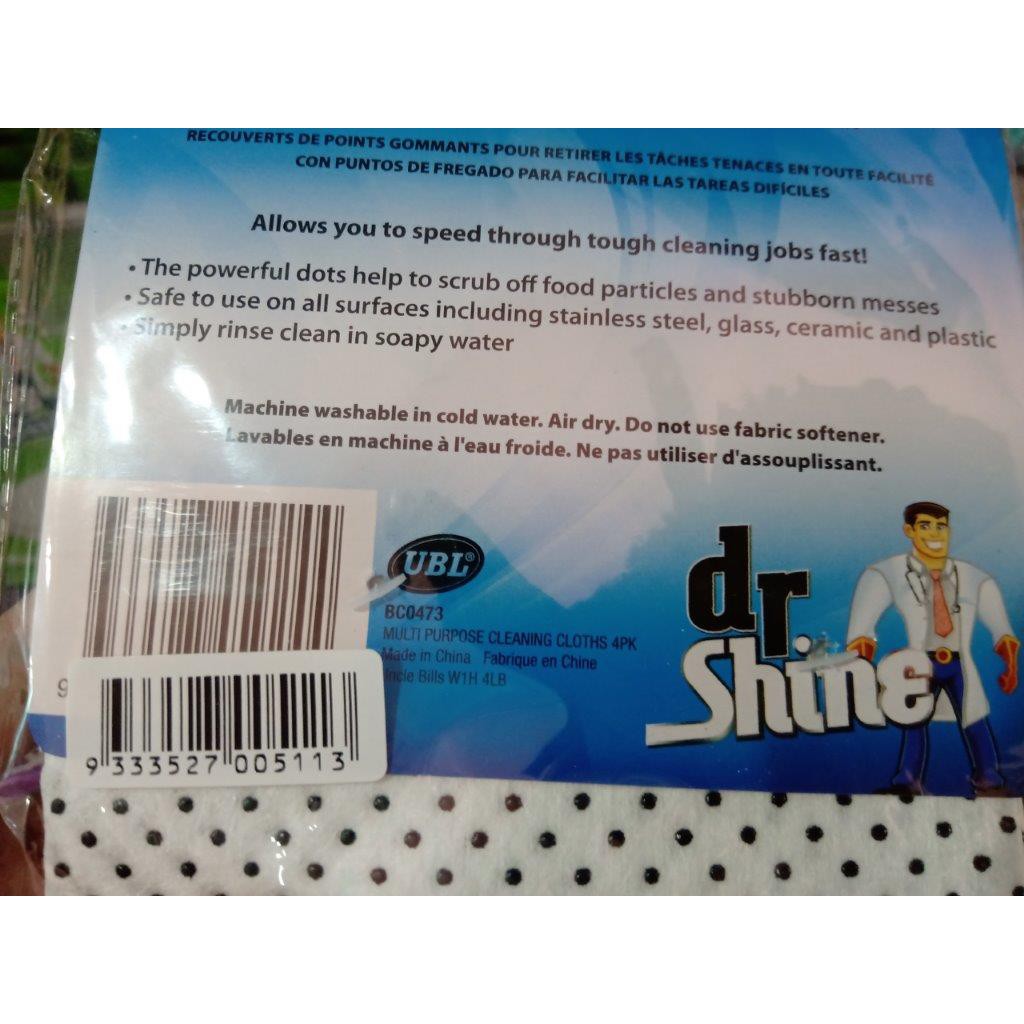 RECOUVERTS DE POINTS GOMMANTS POUR RETIRER LES TÂCHES TENACES EN TOUTE FACILITÉ
CON PUNTOS DE FREGADO PARA FACILITAR LAS TAREAS DIFÍCILES
Allows you to speed through tough cleaning jobs fast!
• The powerful dots help to scrub off food particles and stubborn messes
• Safe to use on all surfaces including stainless steel, glass, ceramic and plastic
• Simply rinse clean in soapy water
Machine washable in cold water. Air dry. Do not use fabric softener.
Lavables en machine à l'eau froide. Ne pas utiliser d'assouplissant.
UBL®
BC0473
MULTI PURPOSE CLEANING CLOTHS 4PK
Made in China Fabrique en Chine
Uncle Bills W1H 4LB
dr.
Shine
9
9 333527 005113